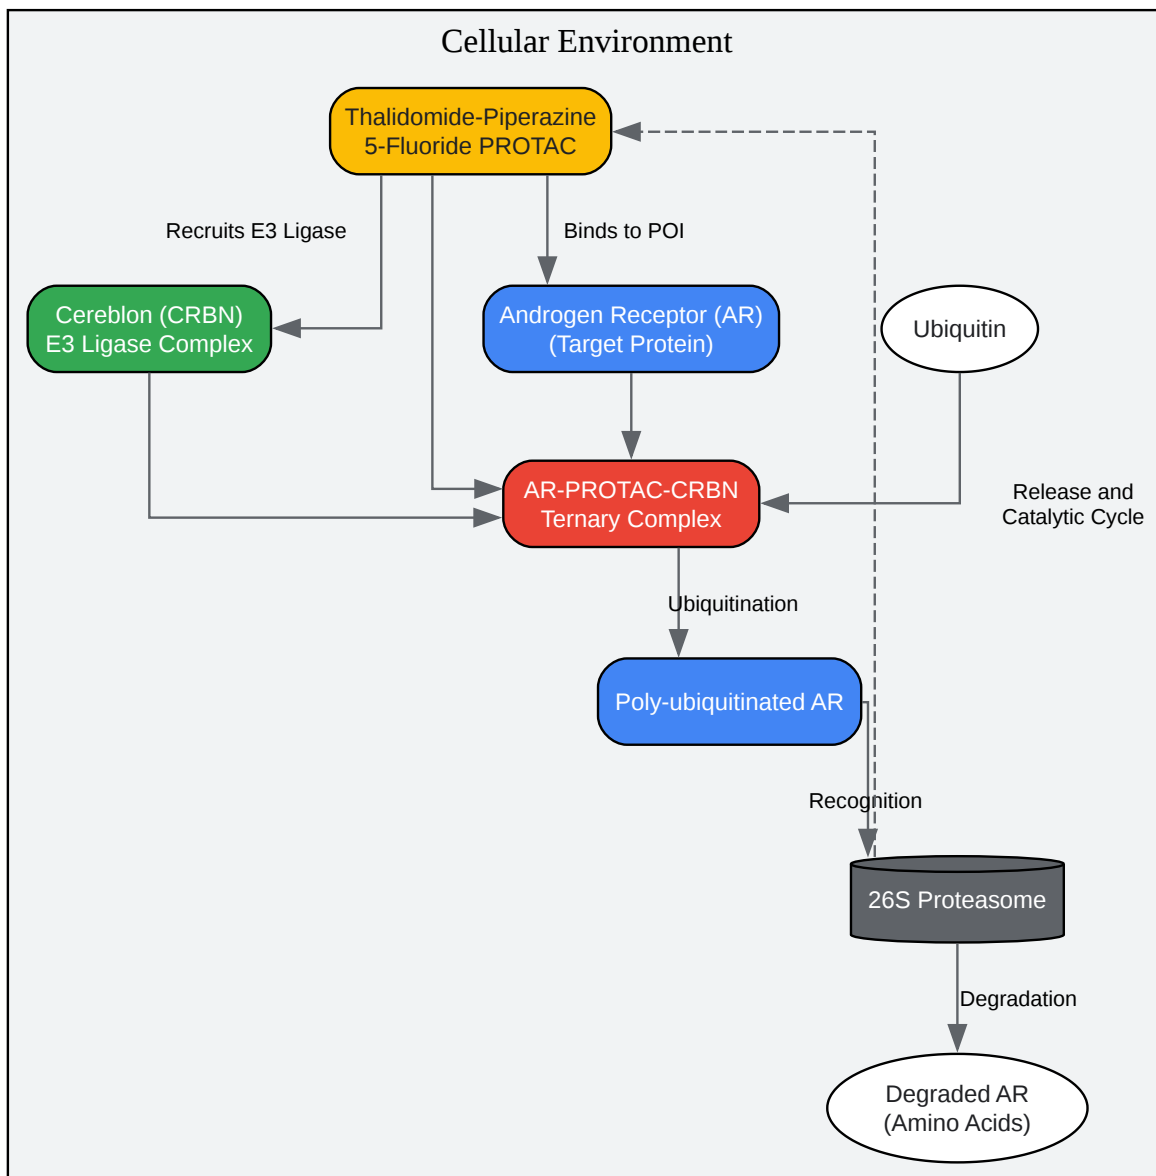 Cellular Environment
Thalidomide-Piperazine
5-Fluoride PROTAC
Recruits E3 Ligase
Binds to POI
Cereblon (CRBN)
E3 Ligase Complex
Androgen Receptor (AR)
(Target Protein)
Ubiquitin
AR-PROTAC-CRBN
Ternary Complex
Release and
Catalytic Cycle
Ubiquitination
Poly-ubiquitinated AR
Recognition
26S Proteasome
Degradation
Degraded AR
(Amino Acids)